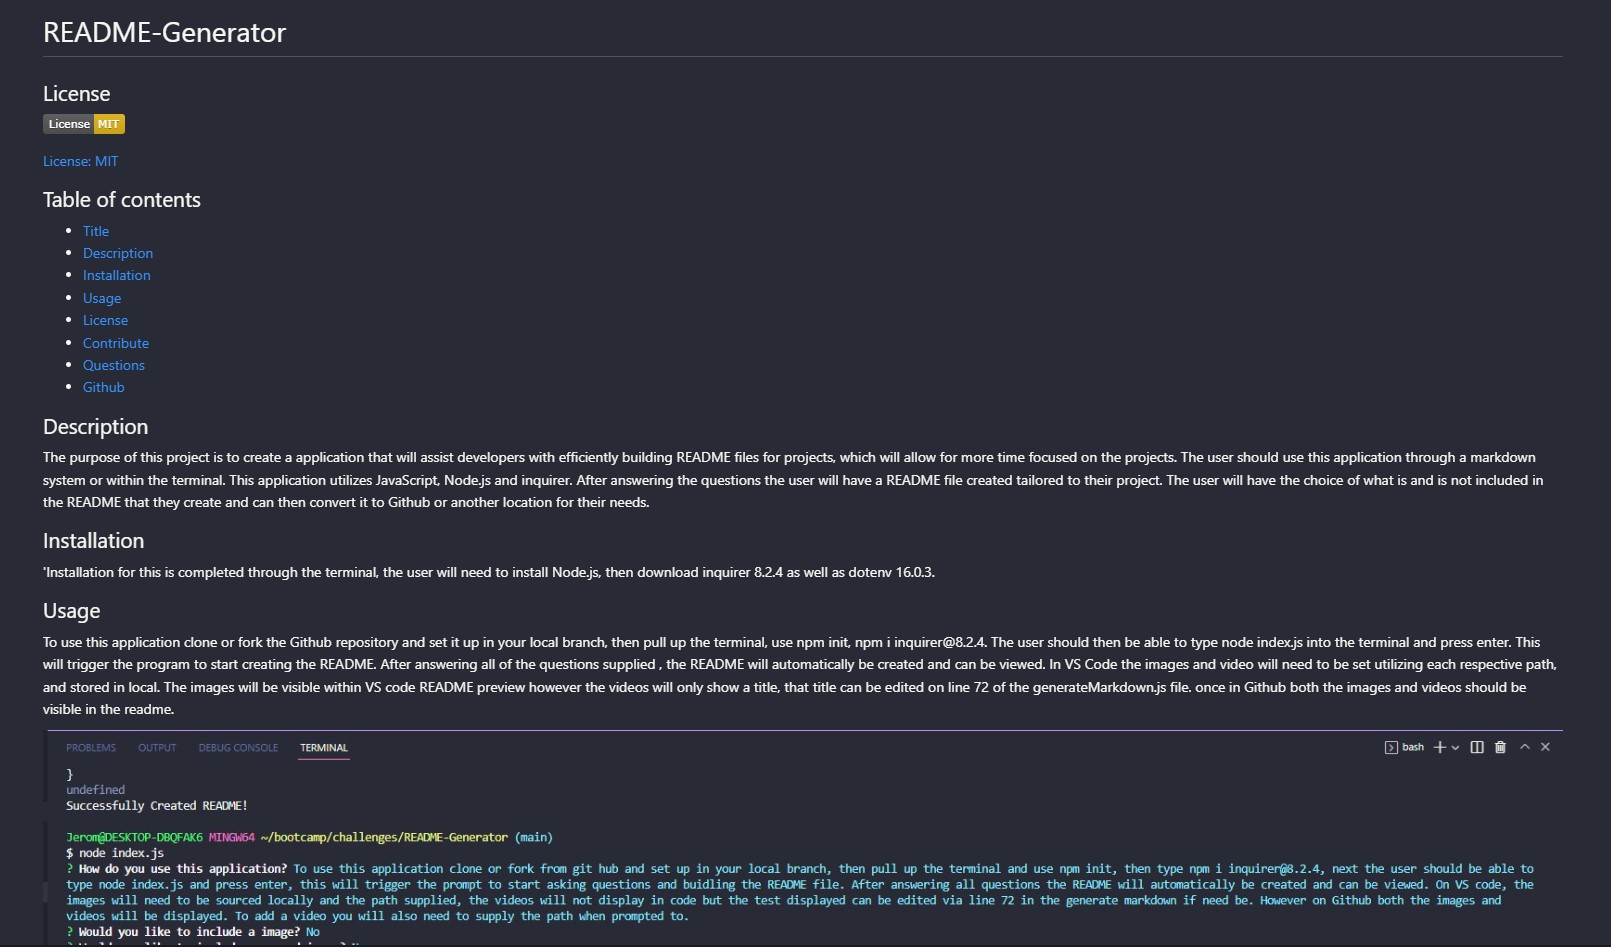 README-Generator
License
License MIT
License: MIT
Table of contents
Title
Description
Installation
Usage
License
Contribute
Questions
Github
Description
The purpose of this project is to create a application that will assist developers with efficiently building README files for projects, which will allow for more time focused on the projects. The user should use this application through a markdown
system or within the terminal. This application utilizes JavaScript, Node.js and inquirer. After answering the questions the user will have a README file created tailored to their project. The user will have the choice of what is and is not included in
the README that they create and can then convert it to Github or another location for their needs.
Installation
'Installation for this is completed through the terminal, the user will need to install Node.js, then download inquirer 8.2.4 as well as dotenv 16.0.3.
Usage
To use this application clone or fork the Github repository and set it up in your local branch, then pull up the terminal, use npm init, npm i inquirer@8.2.4. The user should then be able to type node index.js into the terminal and press enter. This
will trigger the program to start creating the README. After answering all of the questions supplied , the README will automatically be created and can be viewed. In VS Code the images and video will need to be set utilizing each respective path,
and stored in local. The images will be visible within VS code README preview however the videos will only show a title, that title can be edited on line 72 of the generateMarkdown.js file. once in Github both the images and videos should be
visible in the readme.
PROBLEMS OUTPUT DEBUG CONSOLE TERMINAL bash
}
undefined
Successfully Created README!
Jerom@DESKTOP-DBQFAK6 MINGW64 ~/bootcamp/challenges/README-Generator (main)
$ node index.js
? How do you use this application? To use this application clone or fork from git hub and set up in your local branch, then pull up the terminal and use npm init, then type npm i inquirer@8.2.4, next the user should be able to
type node index.js and press enter, this will trigger the prompt to start asking questions and buidling the README file. After answering all questions the README will automatically be created and can be viewed. On VS code, the
images will need to be sourced locally and the path supplied, the videos will not display in code but the test displayed can be edited via line 72 in the generate markdown if need be. However on Github both the images and
videos will be displayed. To add a video you will also need to supply the path when prompted to.
? Would you like to include a image? No